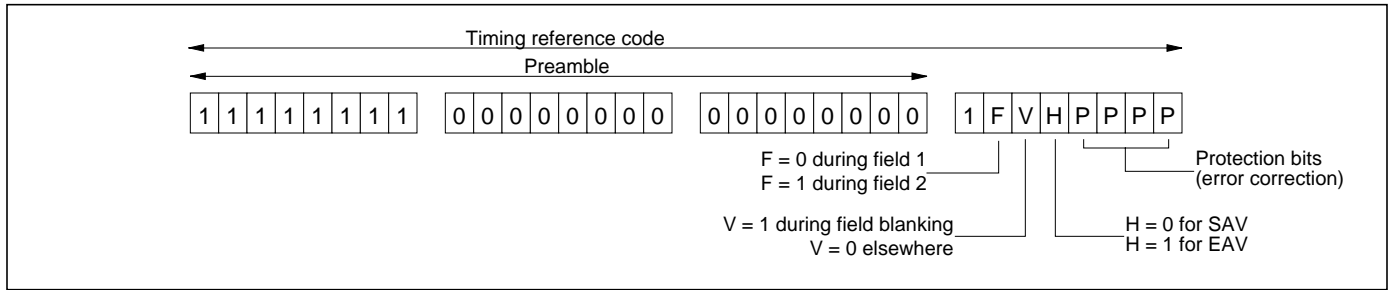 Timing reference code
Preamble
1 1 1 1 1 1 1 1 0 0 0 0 0 0 0 0 0 0 0 0 0 0 0 0 1 F V H P P P P
F = 0 during field 1
F = 1 during field 2
Protection bits
(error correction)
V = 1 during field blanking
V = 0 elsewhere
H = 0 for SAV
H = 1 for EAV